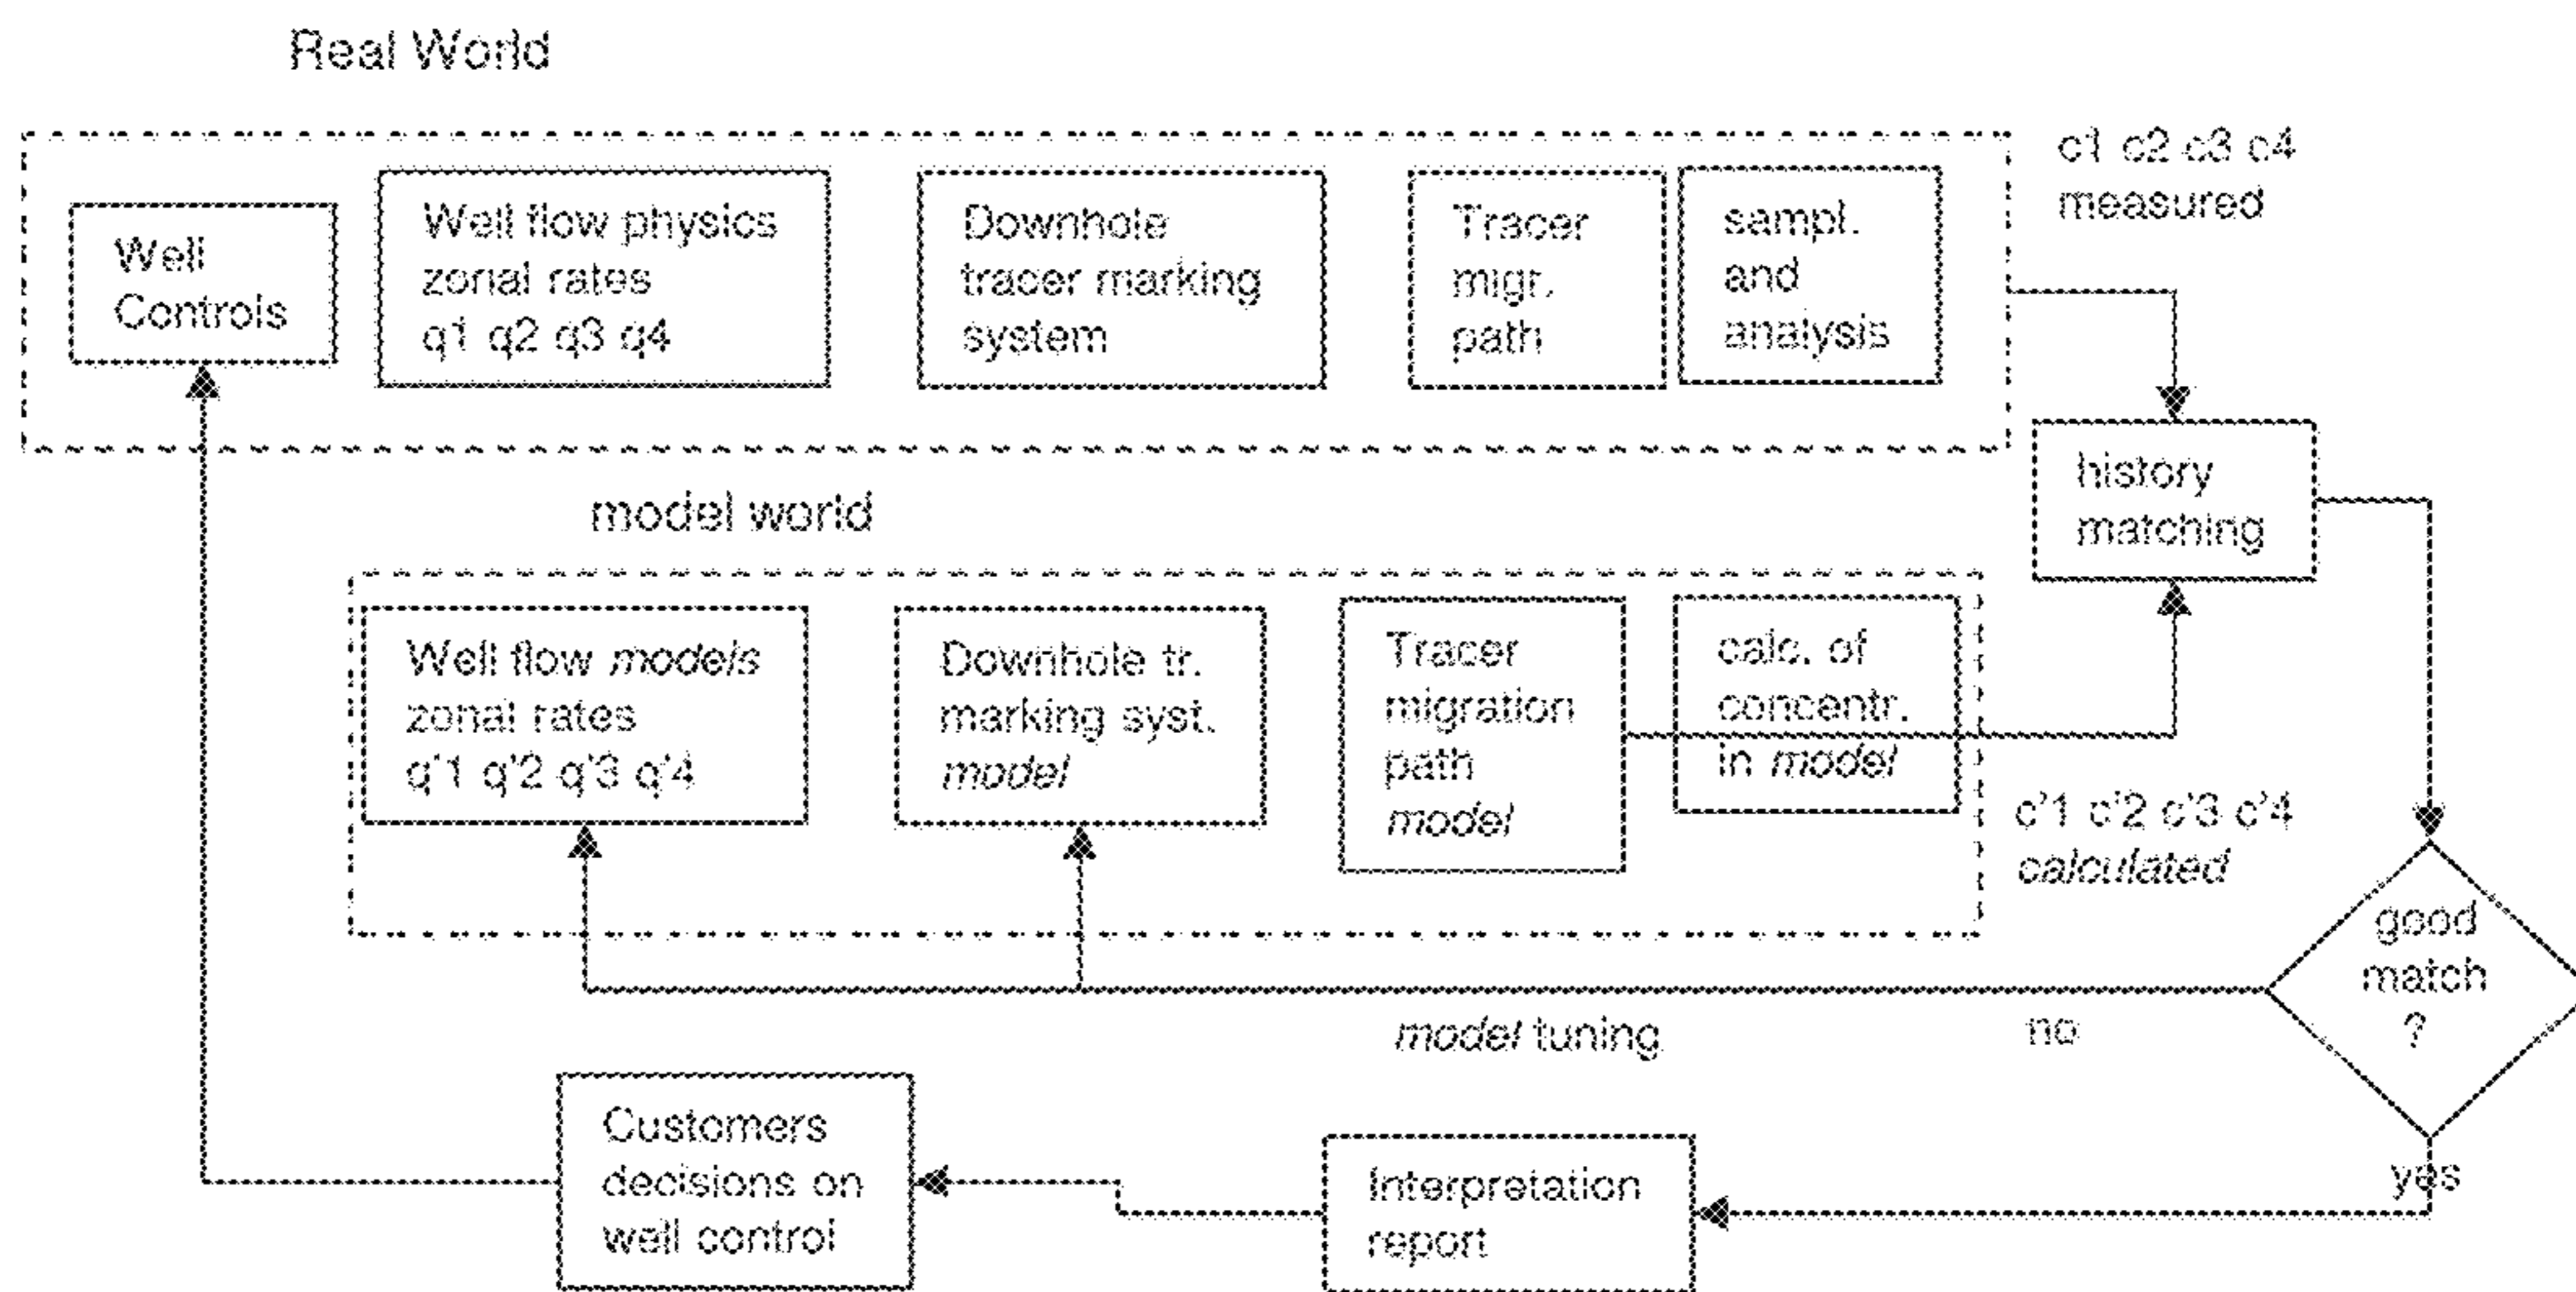 Real World
Well
Controls
Well flow physics
zonal rates
q1 q2 q3 q4
Downhole
tracer marking
system
Tracer
migr.
path
sampl.
and
analysis
c1 c2 c3 c4
measured
history
matching
model world
Well flow models
zonal rates
q'1 q'2 q'3 q'4
Downhole tr.
marking syst.
model
Tracer
migration
path
model
calc. of
concentr.
in model
c'1 c'2 c'3 c'4
calculated
good
match
?
model tuning
no
yes
Customers
decisions on
well control
Interpretation
report